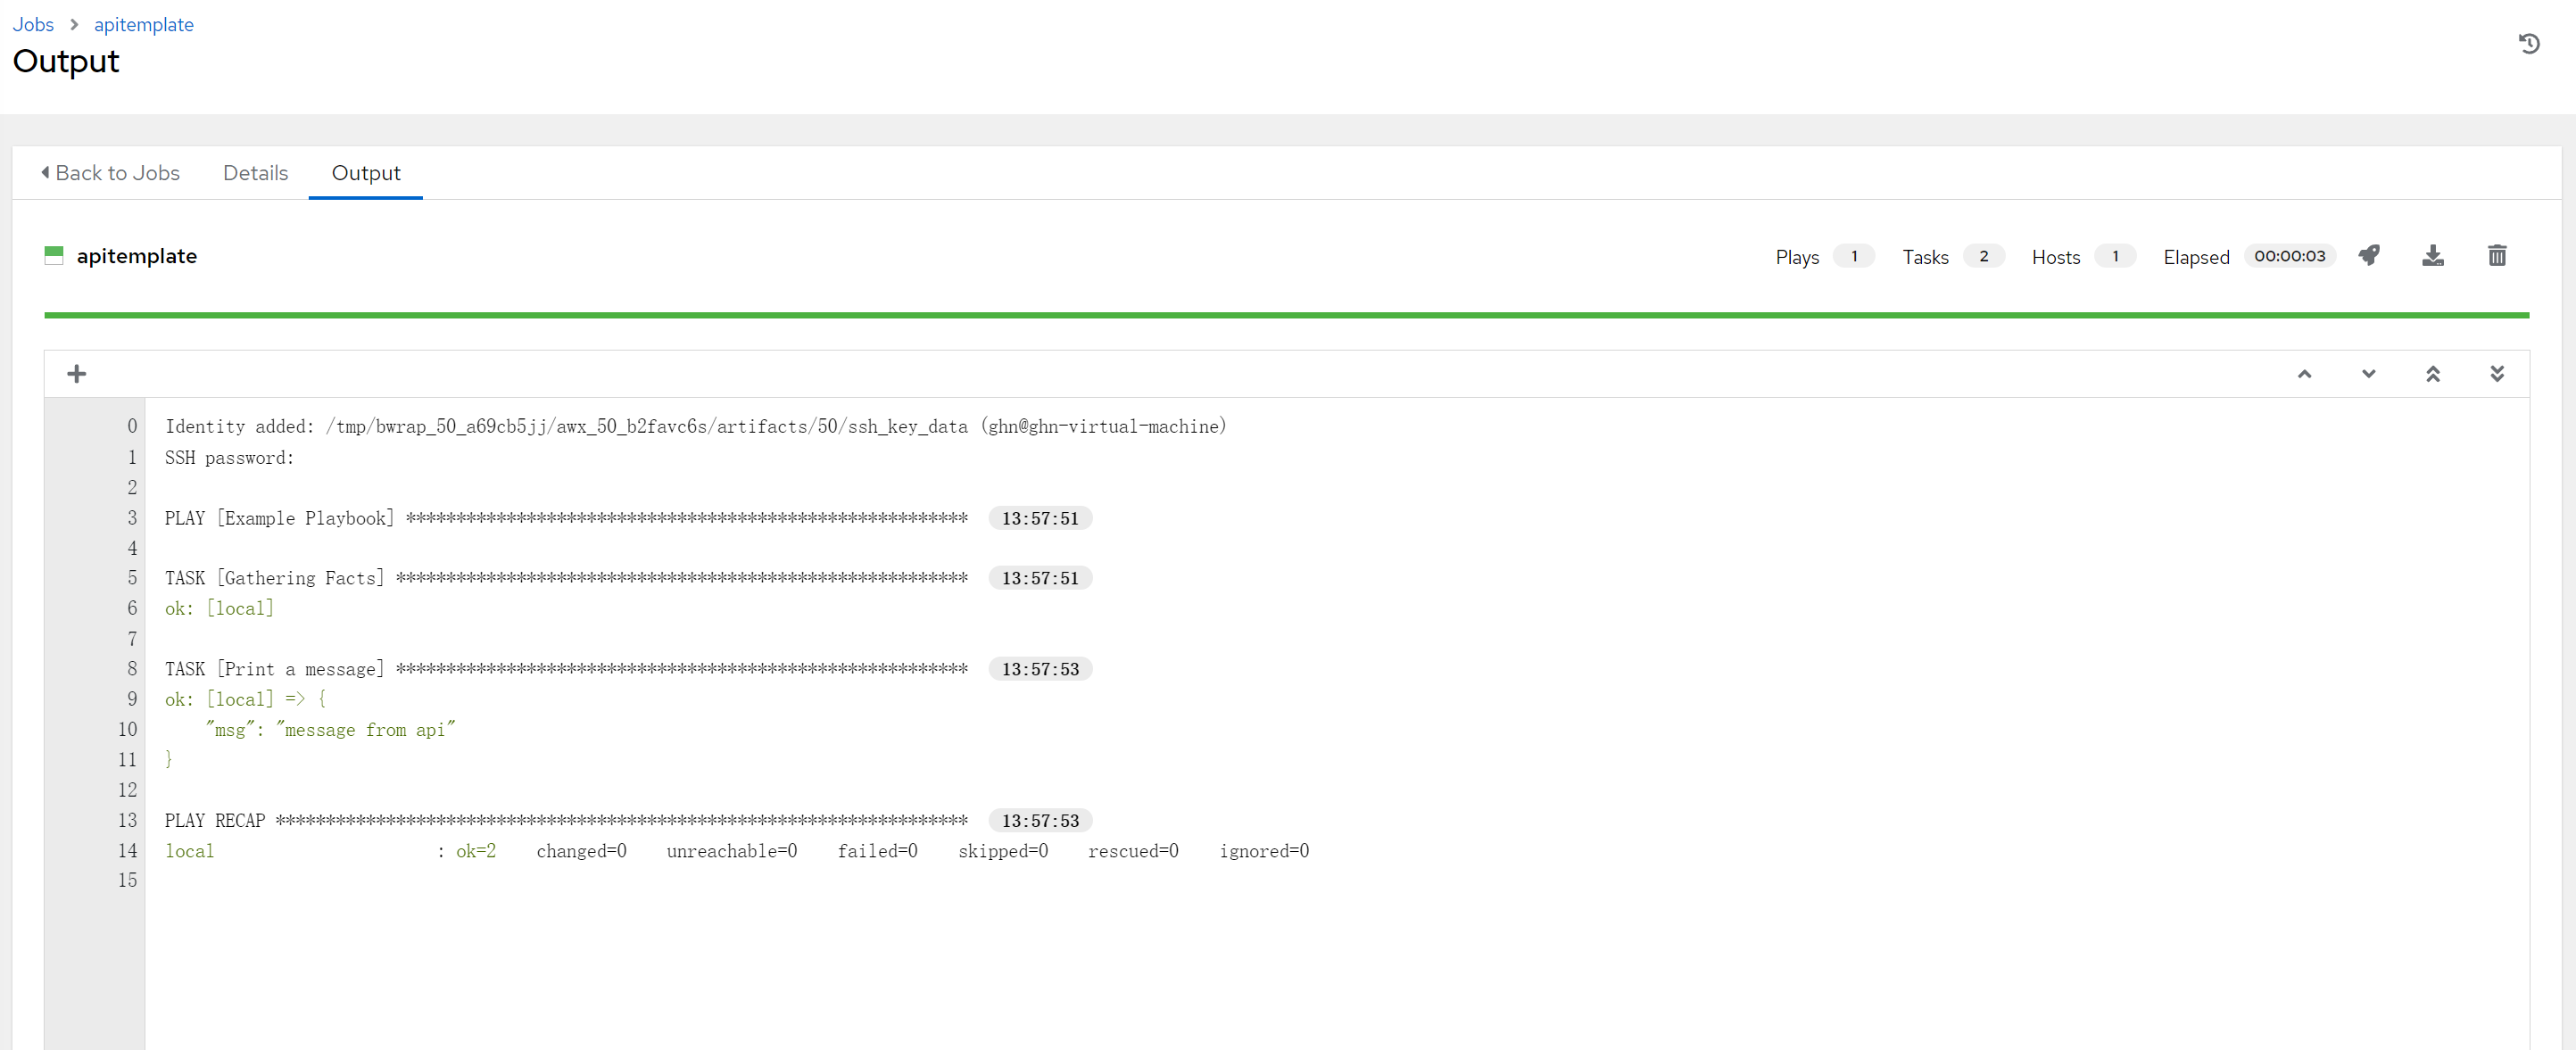 Jobs > apitemplate
Output
Back to Jobs Details Output
apitemplate Plays 1 Tasks 2 Hosts 1 Elapsed 00:00:03
0 Identity added: /tmp/bwrap_50_a69cb5jj/awx_50_b2favc6s/artifacts/50/ssh_key_data (ghn@ghn-virtual-machine)
1 SSH password:
2
3 PLAY [Example Playbook] ******************************************************** 13:57:51
4
5 TASK [Gathering Facts] ********************************************************* 13:57:51
6 ok: [local]
7
8 TASK [Print a message] ********************************************************* 13:57:53
9 ok: [local] => {
10     "msg": "message from api"
11 }
12
13 PLAY RECAP ********************************************************************* 13:57:53
14 local                      : ok=2    changed=0    unreachable=0    failed=0    skipped=0    rescued=0    ignored=0
15